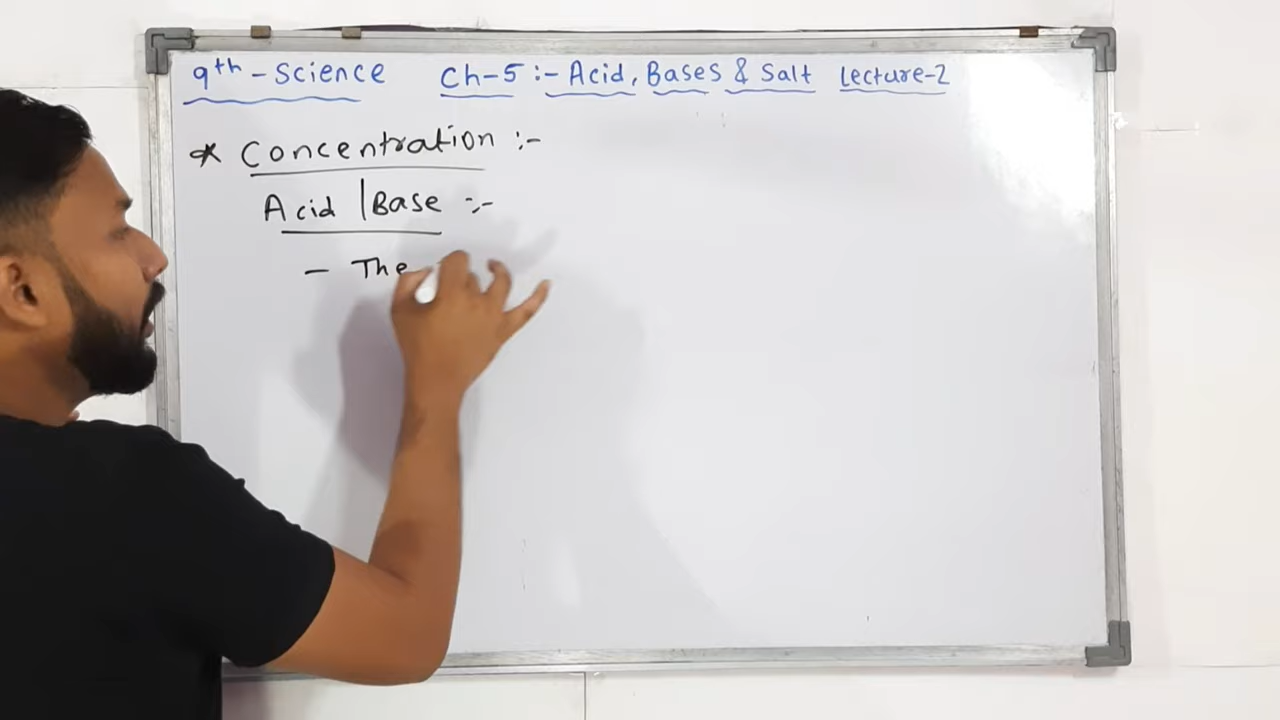 9th - Science Ch-5 :- Acid, Bases & Salt Lecture-2
* Concentration :-
Acid | Base :-
- The